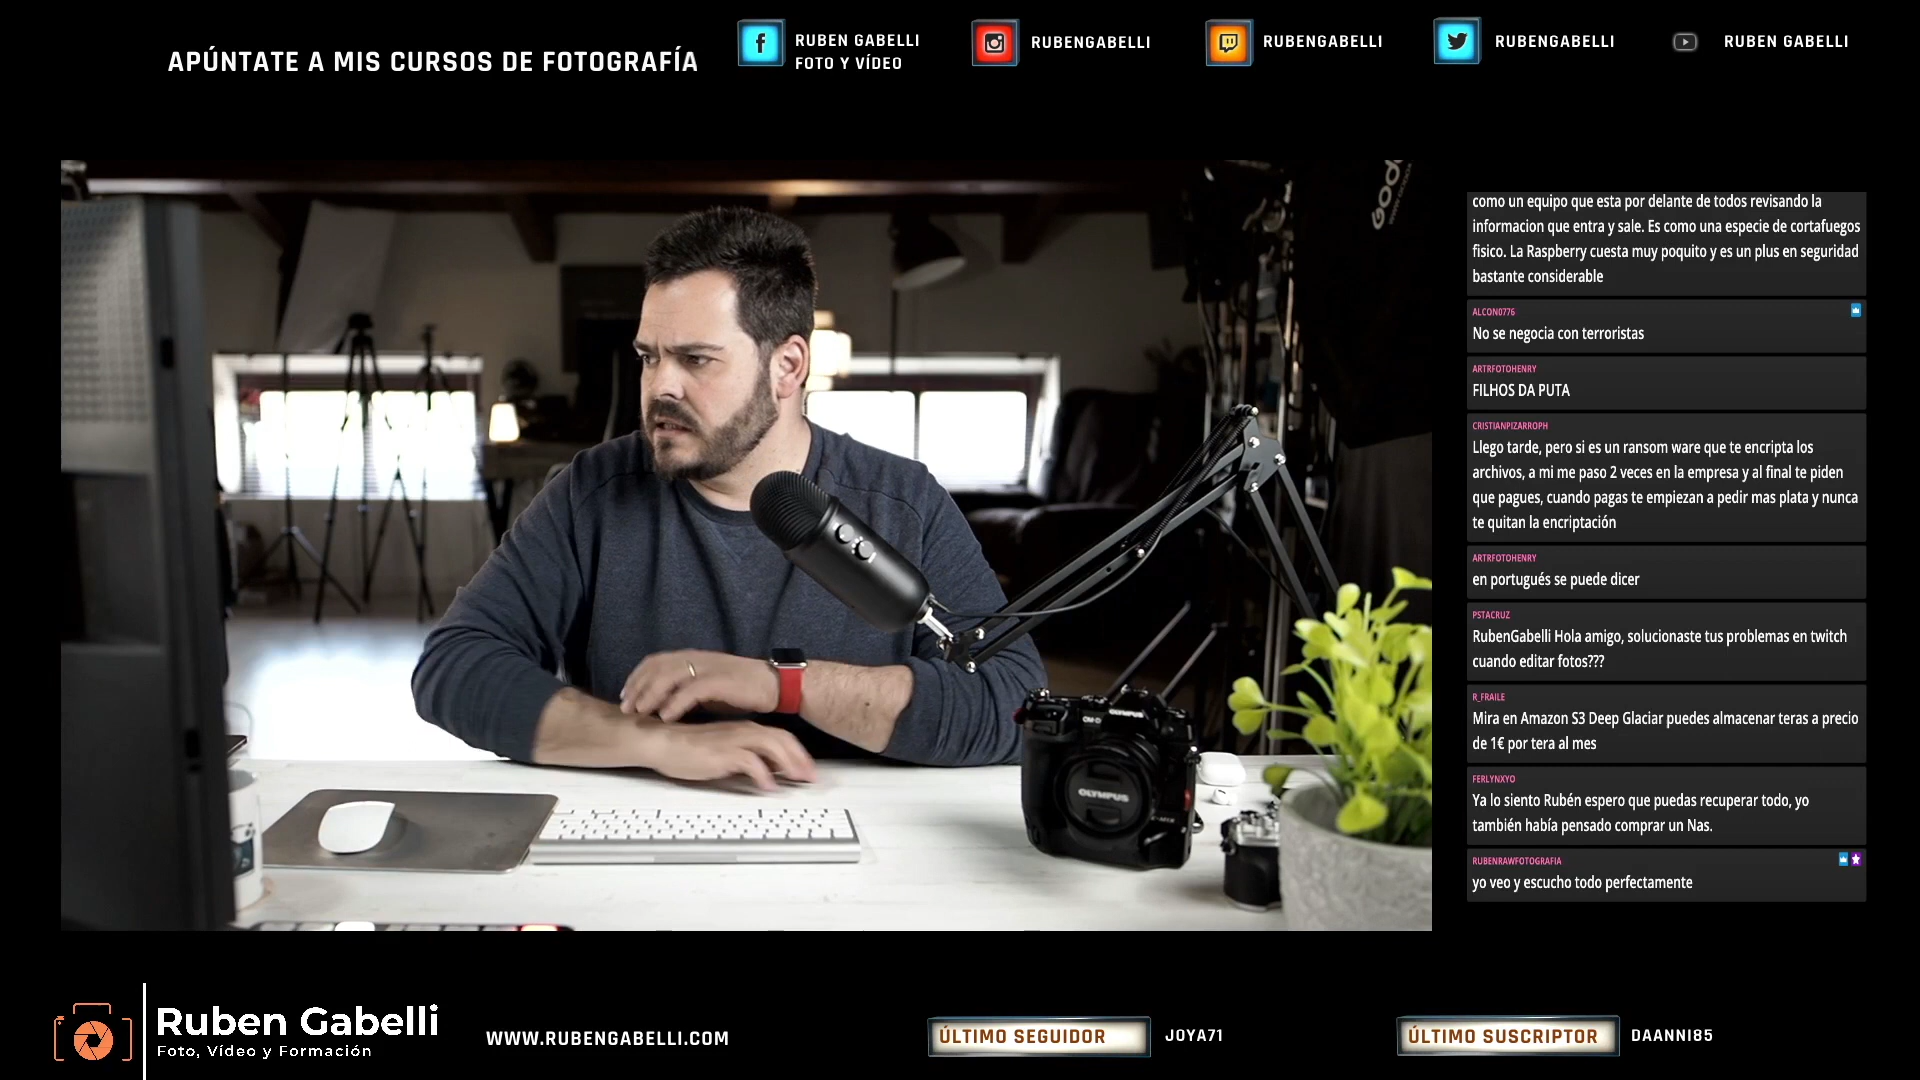 APÚNTATE A MIS CURSOS DE FOTOGRAFÍA
RUBEN GABELLI
FOTO Y VÍDEO
RUBENGABELLI
RUBENGABELLI
RUBENGABELLI
RUBEN GABELLI
como un equipo que esta por delante de todos revisando la
informacion que entra y sale. Es como una especie de cortafuegos
fisico. La Raspberry cuesta muy poquito y es un plus en seguridad
bastante considerable
ALCON0776
No se negocia con terroristas
ARTRFOTOHENRY
FILHOS DA PUTA
CRISTIANPIZARROPH
Llego tarde, pero si es un ransom ware que te encripta los
archivos, a mi me paso 2 veces en la empresa y al final te piden
que pagues, cuando pagas te empiezan a pedir mas plata y nunca
te quitan la encriptación
ARTRFOTOHENRY
en portugués se puede dicer
PSTACRUZ
RubenGabelli Hola amigo, solucionaste tus problemas en twitch
cuando editar fotos???
R_FRAILE
Mira en Amazon S3 Deep Glaciar puedes almacenar teras a precio
de 1€ por tera al mes
FERLYNXYO
Ya lo siento Rubén espero que puedas recuperar todo, yo
también había pensado comprar un Nas.
RUBENRAWFOTOGRAFIA
yo veo y escucho todo perfectamente
OLYMPUS
OLYMPUS
Ruben Gabelli
Foto, Vídeo y Formación
WWW.RUBENGABELLI.COM
ÚLTIMO SEGUIDOR
JOYA71
ÚLTIMO SUSCRIPTOR
DAANNI85